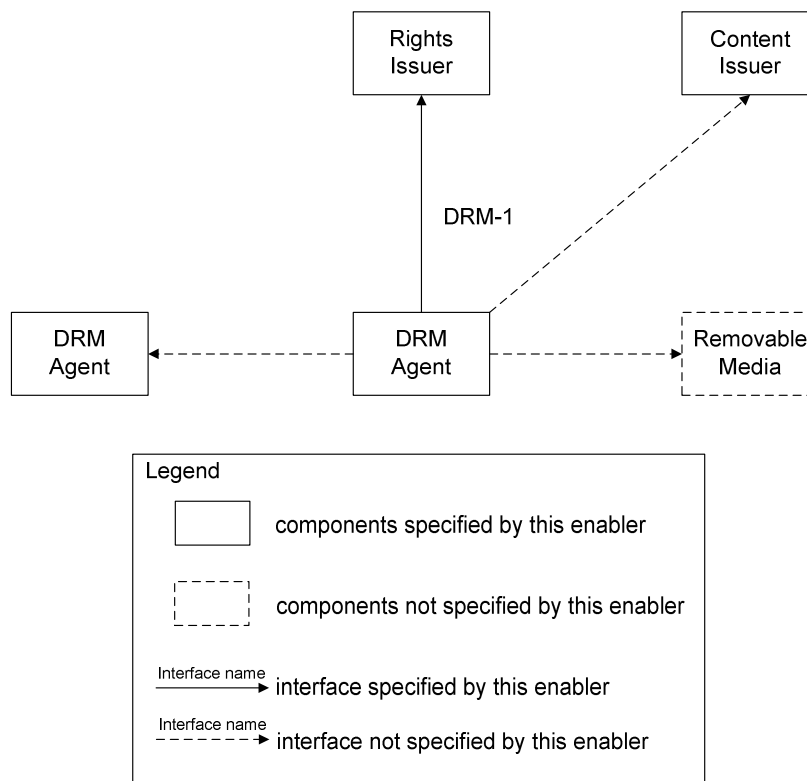 Rights
Issuer
Content
Issuer
DRM-1
DRM
Agent
DRM
Agent
Removable
Media
Legend
components specified by this enabler
components not specified by this enabler
Interface name
interface specified by this enabler
Interface name
interface not specified by this enabler